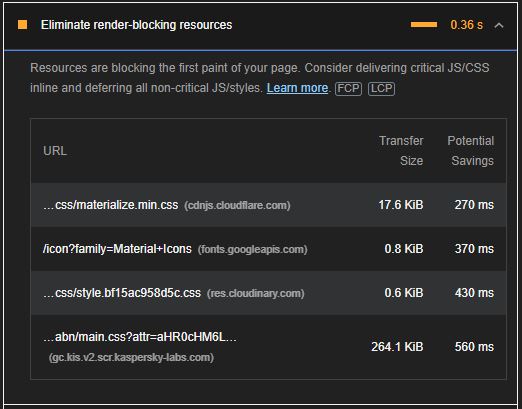 Eliminate render-blocking resources 0.36 s
Resources are blocking the first paint of your page. Consider delivering critical JS/CSS
inline and deferring all non-critical JS/styles. Learn more. FCP LCP
URL Transfer Size Potential Savings
…css/materialize.min.css (cdnjs.cloudflare.com) 17.6 KiB 270 ms
/icon?family=Material+Icons (fonts.googleapis.com) 0.8 KiB 370 ms
…css/style.bf15ac958d5c.css (res.cloudinary.com) 0.6 KiB 430 ms
…abn/main.css?attr=aHR0cHM6L… 264.1 KiB 560 ms
(gc.kis.v2.scr.kaspersky-labs.com)